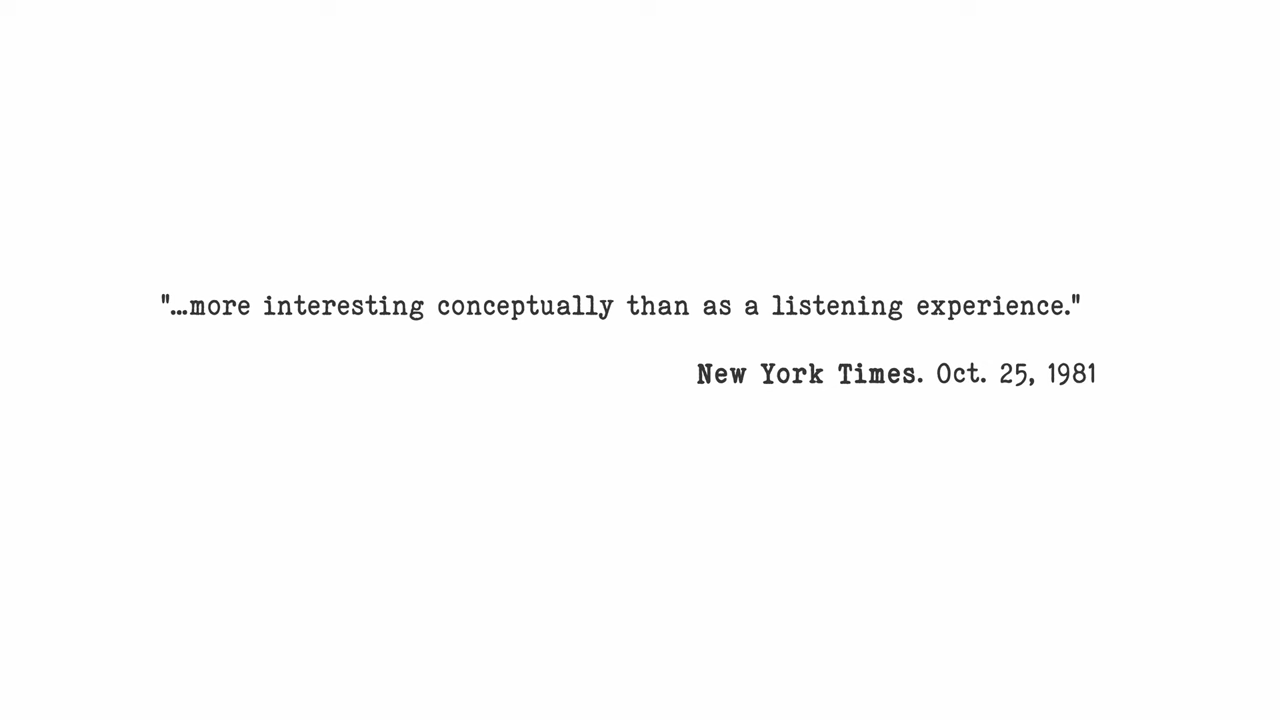 "…more interesting conceptually than as a listening experience."
New York Times. Oct. 25, 1981